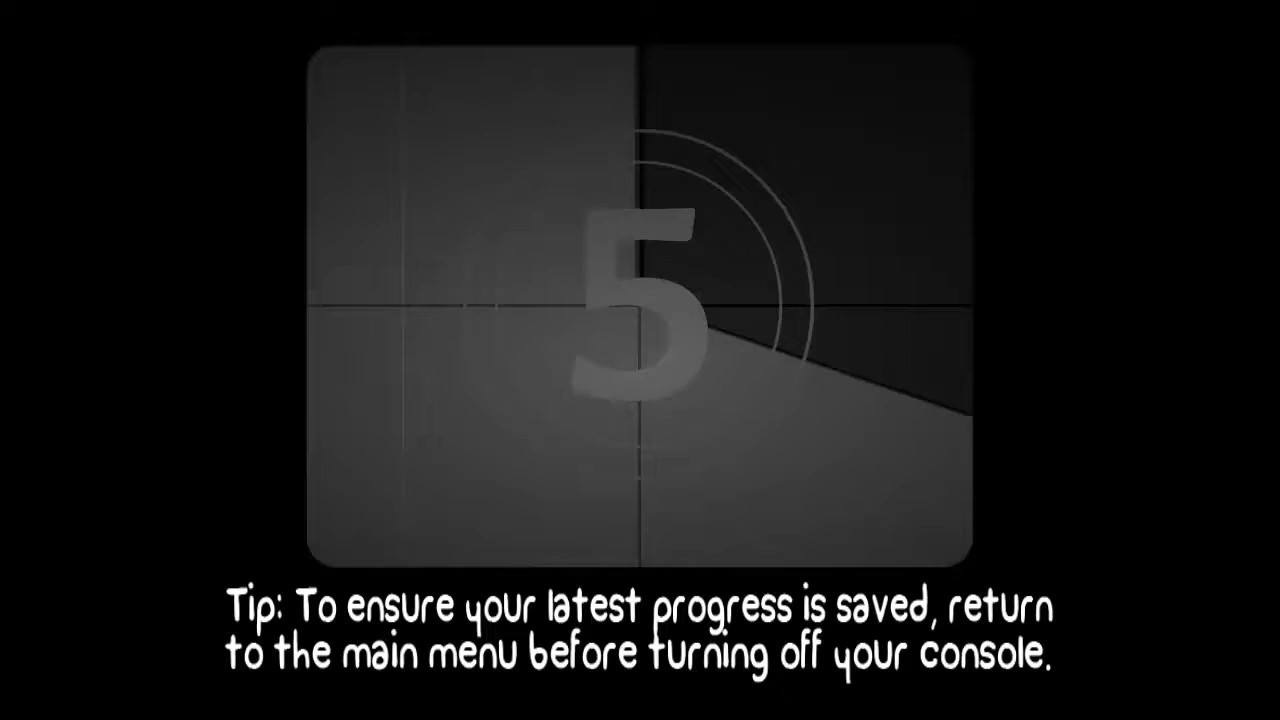 5
Tip: To ensure your latest progress is saved, return
to the main menu before turning off your console.